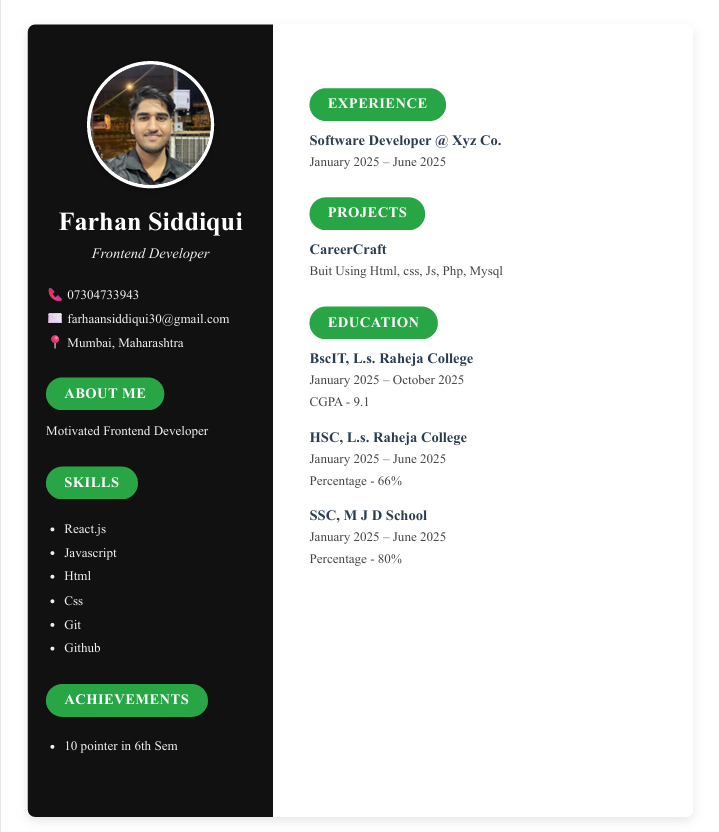 Farhan Siddiqui
Frontend Developer
07304733943
farhaansiddiqui30@gmail.com
Mumbai, Maharashtra
ABOUT ME
Motivated Frontend Developer
SKILLS
React.js
Javascript
Html
Css
Git
Github
ACHIEVEMENTS
10 pointer in 6th Sem
EXPERIENCE
Software Developer @ Xyz Co.
January 2025 – June 2025
PROJECTS
CareerCraft
Buit Using Html, css, Js, Php, Mysql
EDUCATION
BscIT, L.s. Raheja College
January 2025 – October 2025
CGPA - 9.1
HSC, L.s. Raheja College
January 2025 – June 2025
Percentage - 66%
SSC, M J D School
January 2025 – June 2025
Percentage - 80%